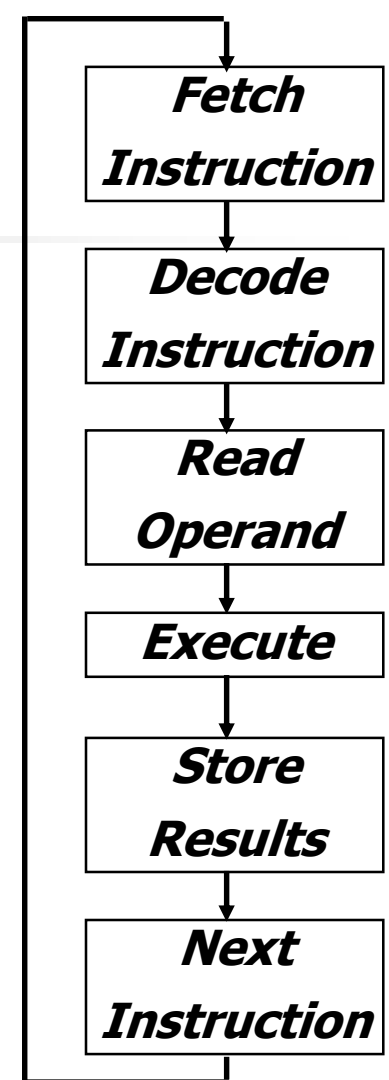 Fetch
Instruction
Decode
Instruction
Read
Operand
Execute
Store
Results
Next
Instruction